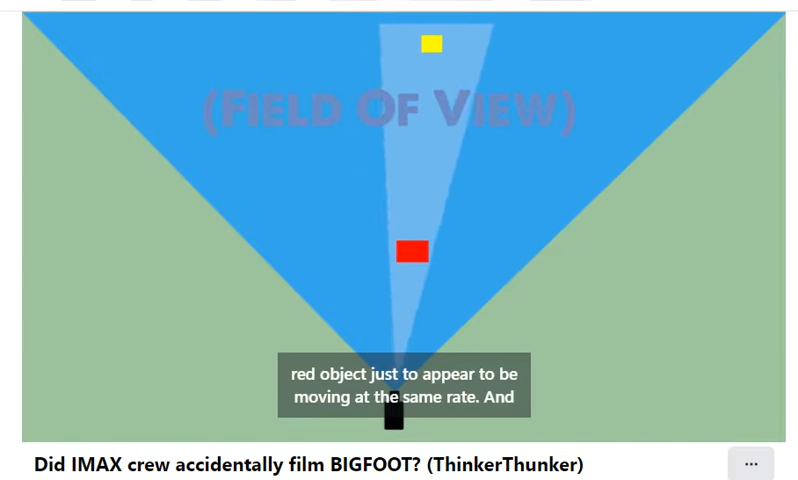 (FIELD OF VIEW)
red object just to appear to be
moving at the same rate. And
Did IMAX crew accidentally film BIGFOOT? (ThinkerThunker)
...